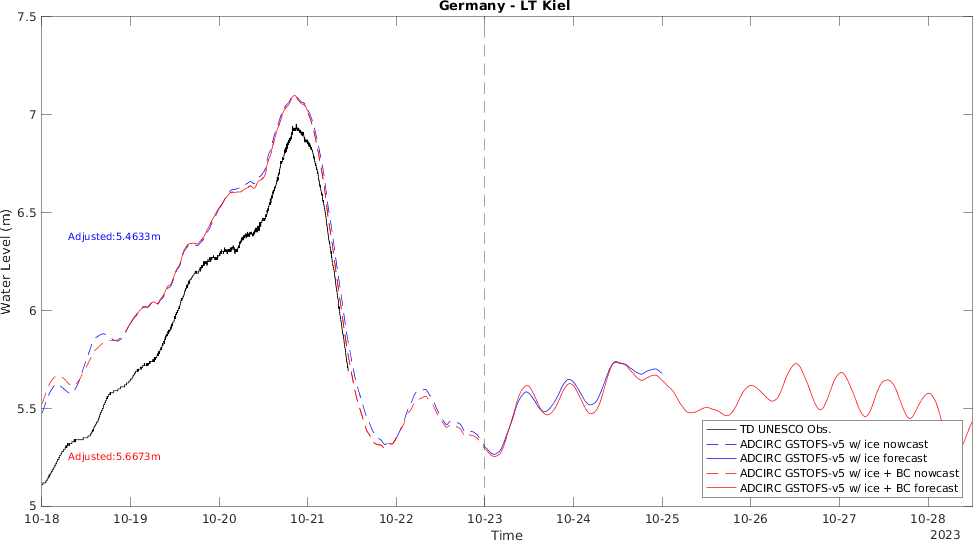 Germany - LT Kiel
7.5
7
6.5
6
5.5
5
Water Level (m)
Adjusted:5.4633m
Adjusted:5.6673m
TD UNESCO Obs.
ADCIRC GSTOFS-v5 w/ ice nowcast
ADCIRC GSTOFS-v5 w/ ice forecast
ADCIRC GSTOFS-v5 w/ ice + BC nowcast
ADCIRC GSTOFS-v5 w/ ice + BC forecast
10-18 10-19 10-20 10-21 10-22 10-23 10-24 10-25 10-26 10-27 10-28
Time
2023